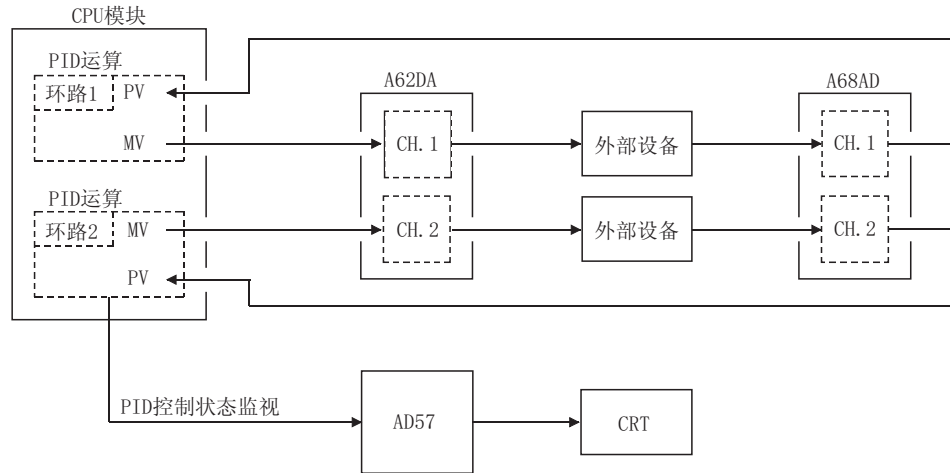 CPU模块
PID运算
环路1 PV
MV
A62DA
A68AD
CH.1
外部设备
CH.1
PID运算
环路2 MV
PV
CH.2
外部设备
CH.2
PID控制状态监视
AD57
CRT